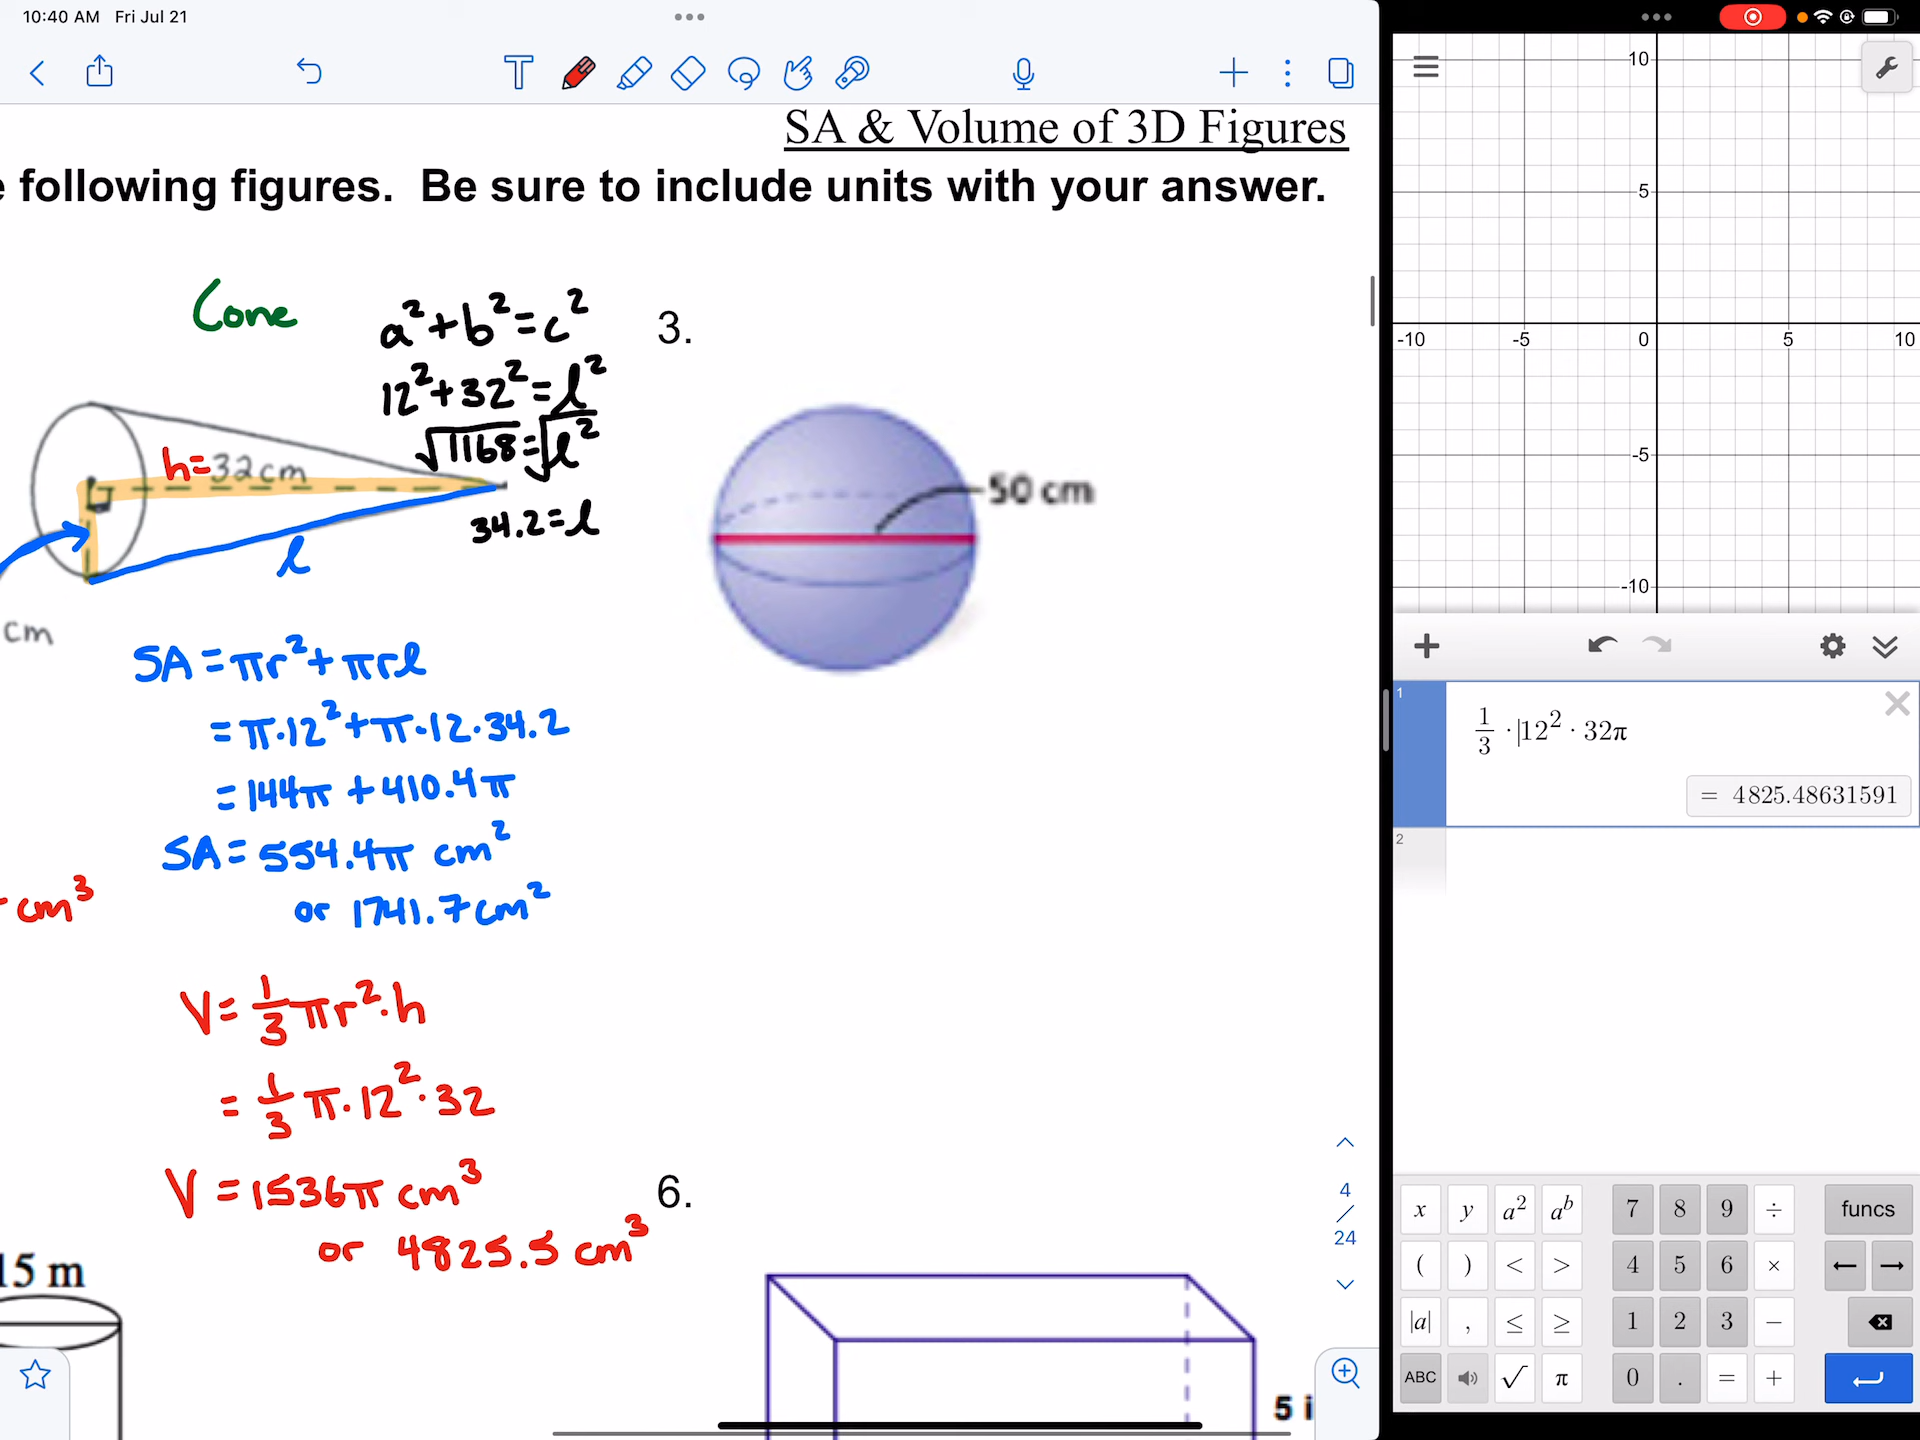 10:40 AM Fri Jul 21
SA & Volume of 3D Figures
following figures. Be sure to include units with your answer.
Cone
a²+b²=c²
12²+32²=l²
√1168=√l²
34.2=l
h=32cm
l
cm
SA=πr²+πrl
=π·12²+π·12·34.2
=144π+410.4π
SA=554.4π cm²
or 1741.7cm²
cm³
V=1/3πr²·h
=1/3π·12²·32
V=1536π cm³
or 4825.5 cm³
15 m
3.
50 cm
6.
4
/
24
10
5
-10 -5 0 5 10
-5
-10
1
1/3 · 12² · 32π
= 4825.48631591
2
x y a² aᵇ 7 8 9 ÷ funcs
( ) < > 4 5 6 × ← →
|a| , ≤ ≥ 1 2 3 −
ABC √ π 0 . = +